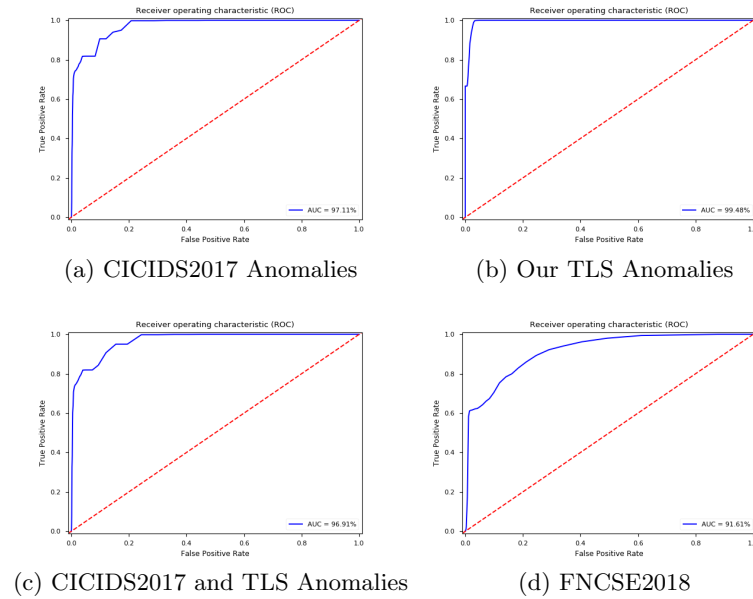 Receiver operating characteristic (ROC)
1.0
0.8
0.6
0.4
0.2
0.0
True Positive Rate
0.0 0.2 0.4 0.6 0.8 1.0
False Positive Rate
AUC = 97.11%
(a) CICIDS2017 Anomalies
Receiver operating characteristic (ROC)
1.0
0.8
0.6
0.4
0.2
0.0
True Positive Rate
0.0 0.2 0.4 0.6 0.8 1.0
False Positive Rate
AUC = 99.48%
(b) Our TLS Anomalies
Receiver operating characteristic (ROC)
1.0
0.8
0.6
0.4
0.2
0.0
True Positive Rate
0.0 0.2 0.4 0.6 0.8 1.0
False Positive Rate
AUC = 96.91%
(c) CICIDS2017 and TLS Anomalies
Receiver operating characteristic (ROC)
1.0
0.8
0.6
0.4
0.2
0.0
True Positive Rate
0.0 0.2 0.4 0.6 0.8 1.0
False Positive Rate
AUC = 91.61%
(d) FNCSE2018